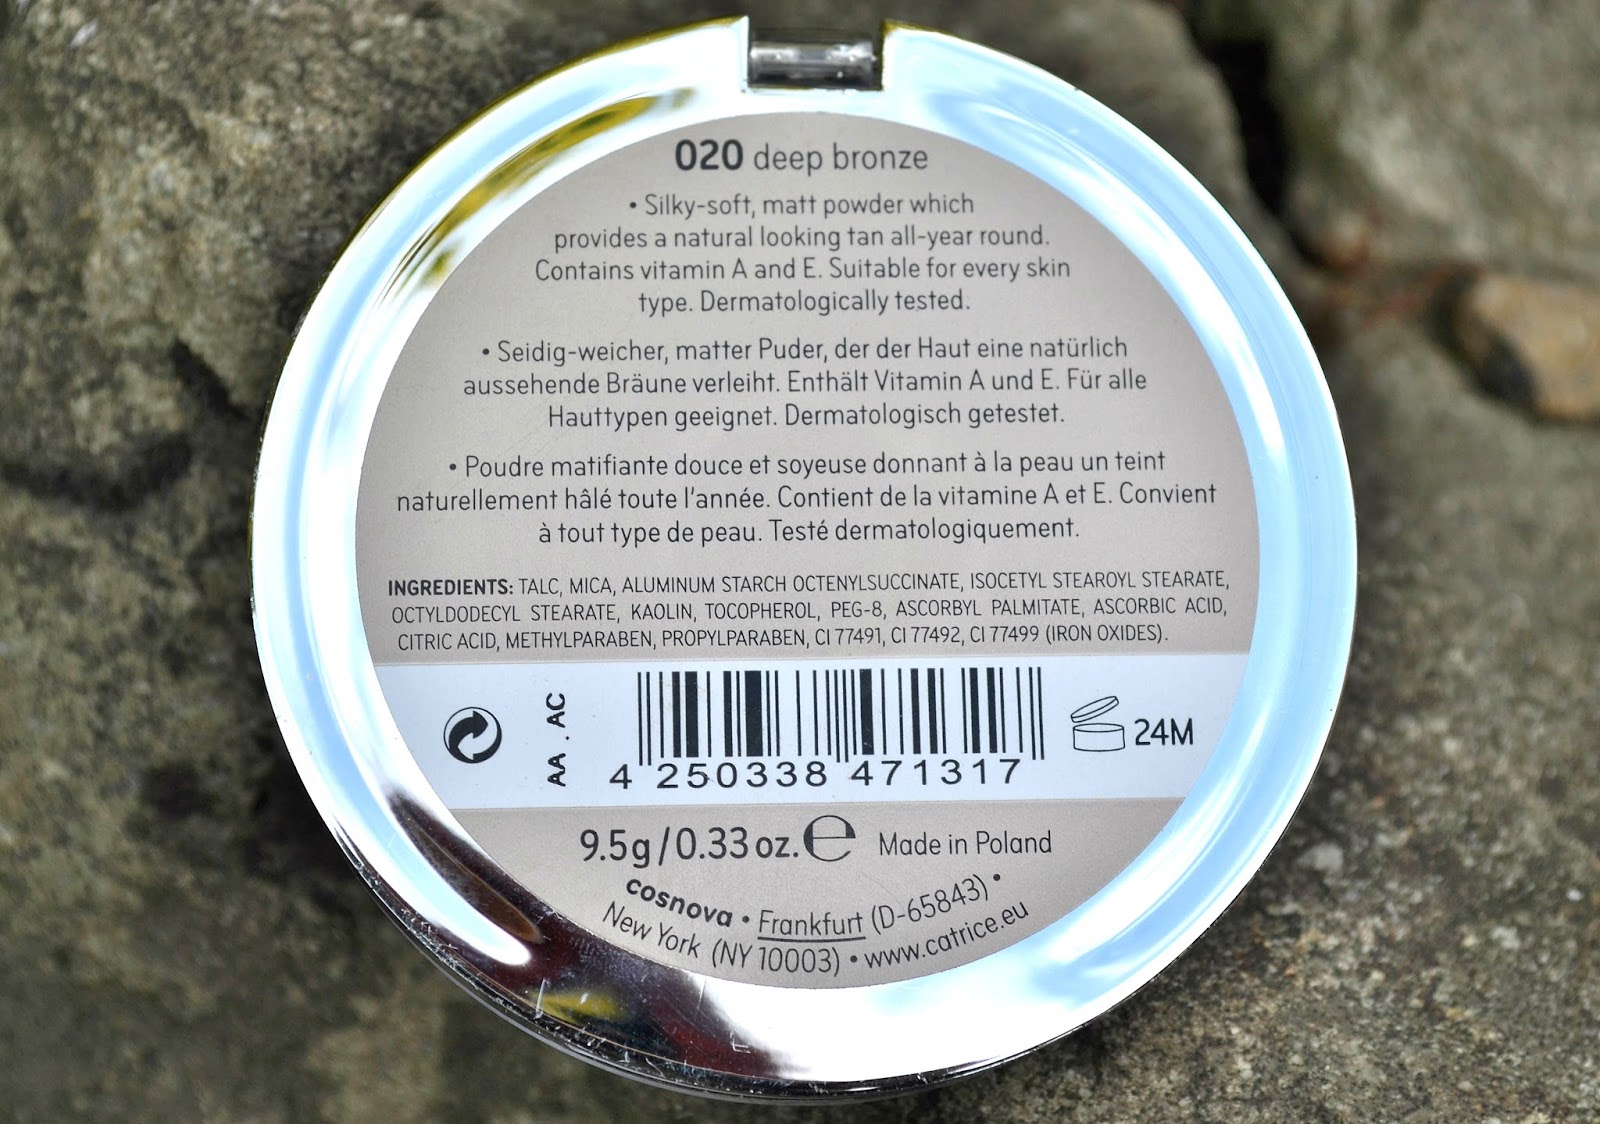 020 deep bronze
• Silky-soft, matt powder which
provides a natural looking tan all-year round.
Contains vitamin A and E. Suitable for every skin
type. Dermatologically tested.
• Seidig-weicher, matter Puder, der der Haut eine natürlich
aussehende Bräune verleiht. Enthält Vitamin A und E. Für alle
Hauttypen geeignet. Dermatologisch getestet.
• Poudre matifiante douce et soyeuse donnant à la peau un teint
naturellement hâlé toute l'année. Contient de la vitamine A et E. Convient
à tout type de peau. Testé dermatologiquement.
INGREDIENTS: TALC, MICA, ALUMINUM STARCH OCTENYLSUCCINATE, ISOCETYL STEAROYL STEARATE,
OCTYLDODECYL STEARATE, KAOLIN, TOCOPHEROL, PEG-8, ASCORBYL PALMITATE, ASCORBIC ACID,
CITRIC ACID, METHYLPARABEN, PROPYLPARABEN, CI 77491, CI 77492, CI 77499 (IRON OXIDES).
AA . AC
4 250338 471317
24M
9.5g/0.33 oz. e Made in Poland
cosnova • Frankfurt (D-65843) •
New York (NY 10003) • www.catrice.eu